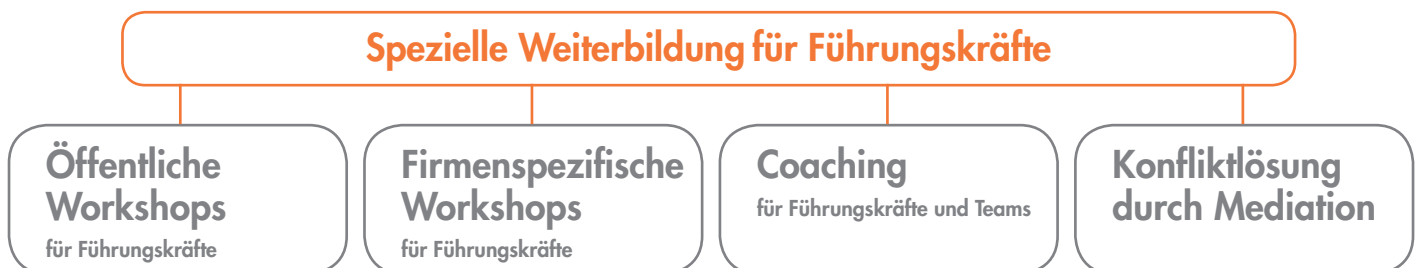 Spezielle Weiterbildung für Führungskräfte
Öffentliche
Workshops
für Führungskräfte
Firmenspezifische
Workshops
für Führungskräfte
Coaching
für Führungskräfte und Teams
Konfliktlösung
durch Mediation